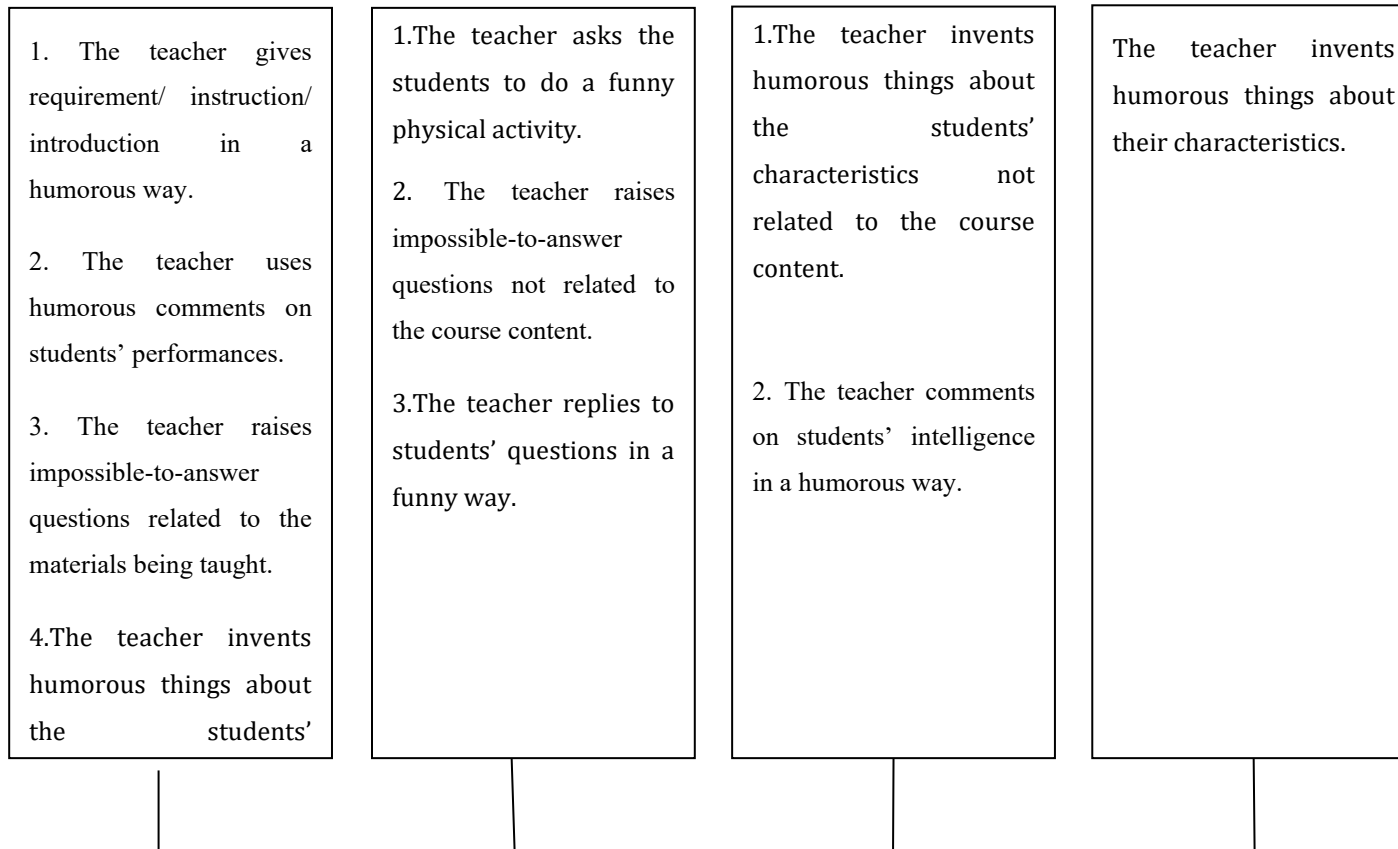 1. The teacher gives
requirement/ instruction/
introduction in a
humorous way.
2. The teacher uses
humorous comments on
students’ performances.
3. The teacher raises
impossible-to-answer
questions related to the
materials being taught.
4.The teacher invents
humorous things about
the students’
1.The teacher asks the
students to do a funny
physical activity.
2. The teacher raises
impossible-to-answer
questions not related to
the course content.
3.The teacher replies to
students’ questions in a
funny way.
1.The teacher invents
humorous things about
the students’
characteristics not
related to the course
content.
2. The teacher comments
on students’ intelligence
in a humorous way.
The teacher invents
humorous things about
their characteristics.